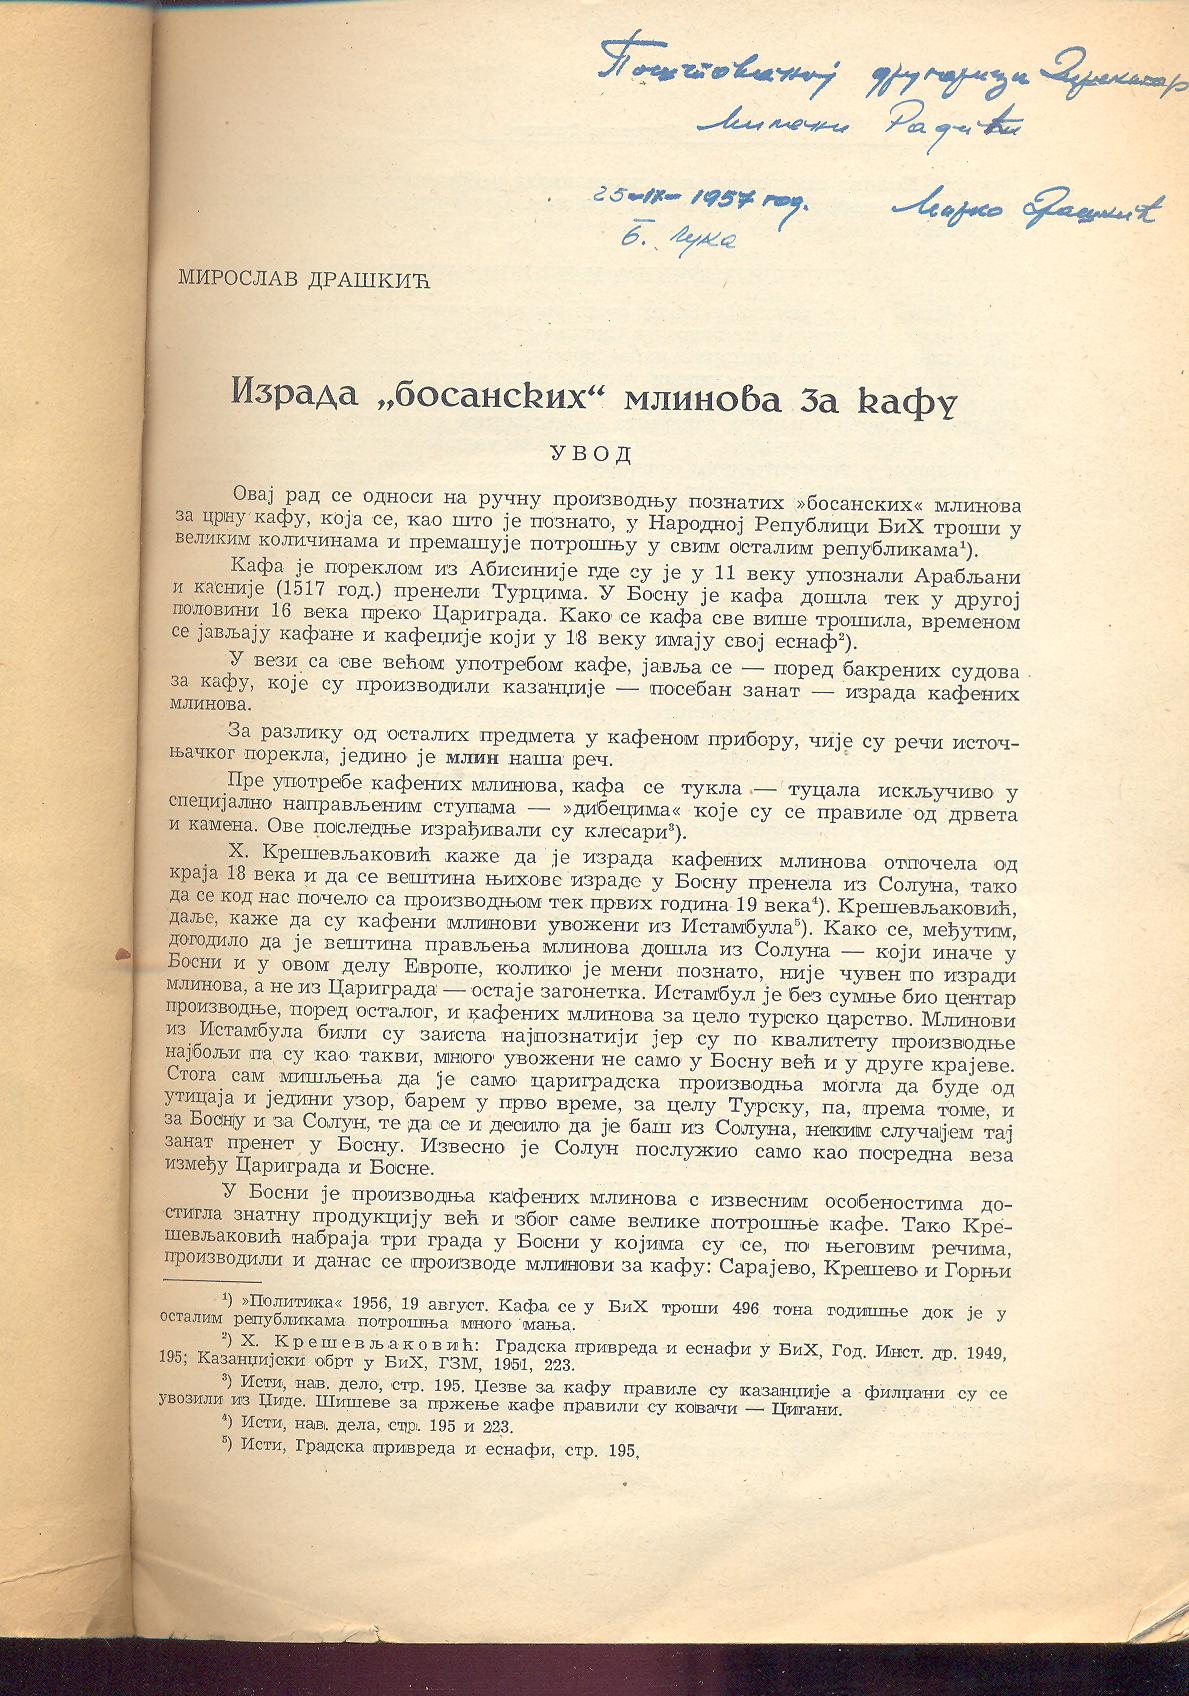 Поштованој другарици Директор
Милени Радићи
25-IX-1957 год. Мирко Драшкић
Б. Лука
МИРОСЛАВ ДРАШКИЋ
Израда „босанских“ млинова за кафу
УВОД
Овај рад се односи на ручну производњу познатих »босанских« млинова
за црну кафу, која се, као што је познато, у Народној Републици БиХ троши у
великим количинама и премашује потрошњу у свим осталим републикама¹).
Кафа је пореклом из Абисиније где су је у 11 веку упознали Арабљани
и касније (1517 год.) пренели Турцима. У Босну је кафа дошла тек у другој
половини 16 века преко Цариграда. Како се кафа све више трошила, временом
се јављају кафане и кафеџије који у 18 веку имају свој еснаф²).
У вези са све већом употребом кафе, јавља се — поред бакрених судова
за кафу, које су производили казанџије — посебан занат — израда кафених
млинова.
За разлику од осталих предмета у кафеном прибору, чије су речи источ-
њачког порекла, једино је млин наша реч.
Пре употребе кафених млинова, кафа се тукла — туцала искључиво у
специјално направљеним ступама — »дибецима« које су се правиле од дрвета
и камена. Ове последње израђивали су клесари³).
Х. Крешевљаковић каже да је израда кафених млинова отпочела од
краја 18 века и да се вештина њихове израде у Босну пренела из Солуна, тако
да се код нас почело са производњом тек првих година 19 века⁴). Крешевљаковић,
даље, каже да су кафени млинови увожени из Истамбула⁵). Како се, међутим,
догодило да је вештина прављења млинова дошла из Солуна — који иначе у
Босни и у овом делу Европе, колико је мени познато, није чувен по изради
млинова, а не из Цариграда — остаје загонетка. Истамбул је без сумње био центар
производње, поред осталог, и кафених млинова за цело турско царство. Млинови
из Истамбула били су заиста најпознатији јер су по квалитету производње
најбољи па су као такви, много увожени не само у Босну већ и у друге крајеве.
Стога сам мишљења да је само цариградска производња могла да буде од
утицаја и једини узор, барем у прво време, за целу Турску, па, према томе, и
за Босну и за Солун, те да се и десило да је баш из Солуна, неким случајем тај
занат пренет у Босну. Извесно је Солун послужио само као посредна веза
између Цариграда и Босне.
У Босни је производња кафених млинова с извесним особеностима до-
стигла знатну продукцију већ и због саме велике потрошње кафе. Тако Кре-
шевљаковић набраја три града у Босни у којима су се, по његовим речима,
производили и данас се производе млинови за кафу: Сарајево, Крешево и Горњи
¹) »Политика« 1956, 19 август. Кафа се у БиХ троши 496 тона годишње док је у
осталим републикама потрошња много мања.
²) Х. Крешевљаковић: Градска привреда и еснафи у БиХ, Год. Инст. др. 1949,
195; Казанџијски обрт у БиХ, ГЗМ, 1951, 223.
³) Исти, нав. дело, стр. 195. Џезве за кафу правиле су казанџије а филџани су се
увозили из Џиде. Шишеве за пржење кафе правили су ковачи — Цигани.
⁴) Исти, нав. дела, стр. 195 и 223.
⁵) Исти, Градска привреда и еснафи, стр. 195,